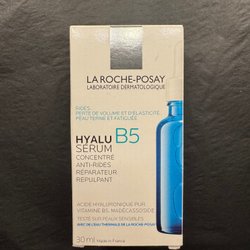 LA ROCHE-POSAY
LABORATOIRE DERMATOLOGIQUE
RIDES
PERTE DE VOLUME ET D'ÉLASTICITÉ
PEAU TERNE ET FATIGUÉE
HYALU B5
SÉRUM
CONCENTRÉ
ANTI-RIDES
RÉPARATEUR
REPULPANT
ACIDE HYALURONIQUE PUR
VITAMINE B5. MADÉCASSOSIDE
TESTÉ SUR PEAUX SENSIBLES
AVEC DE L'EAU THERMALE DE LA ROCHE-POSAY
30 ml Made in France